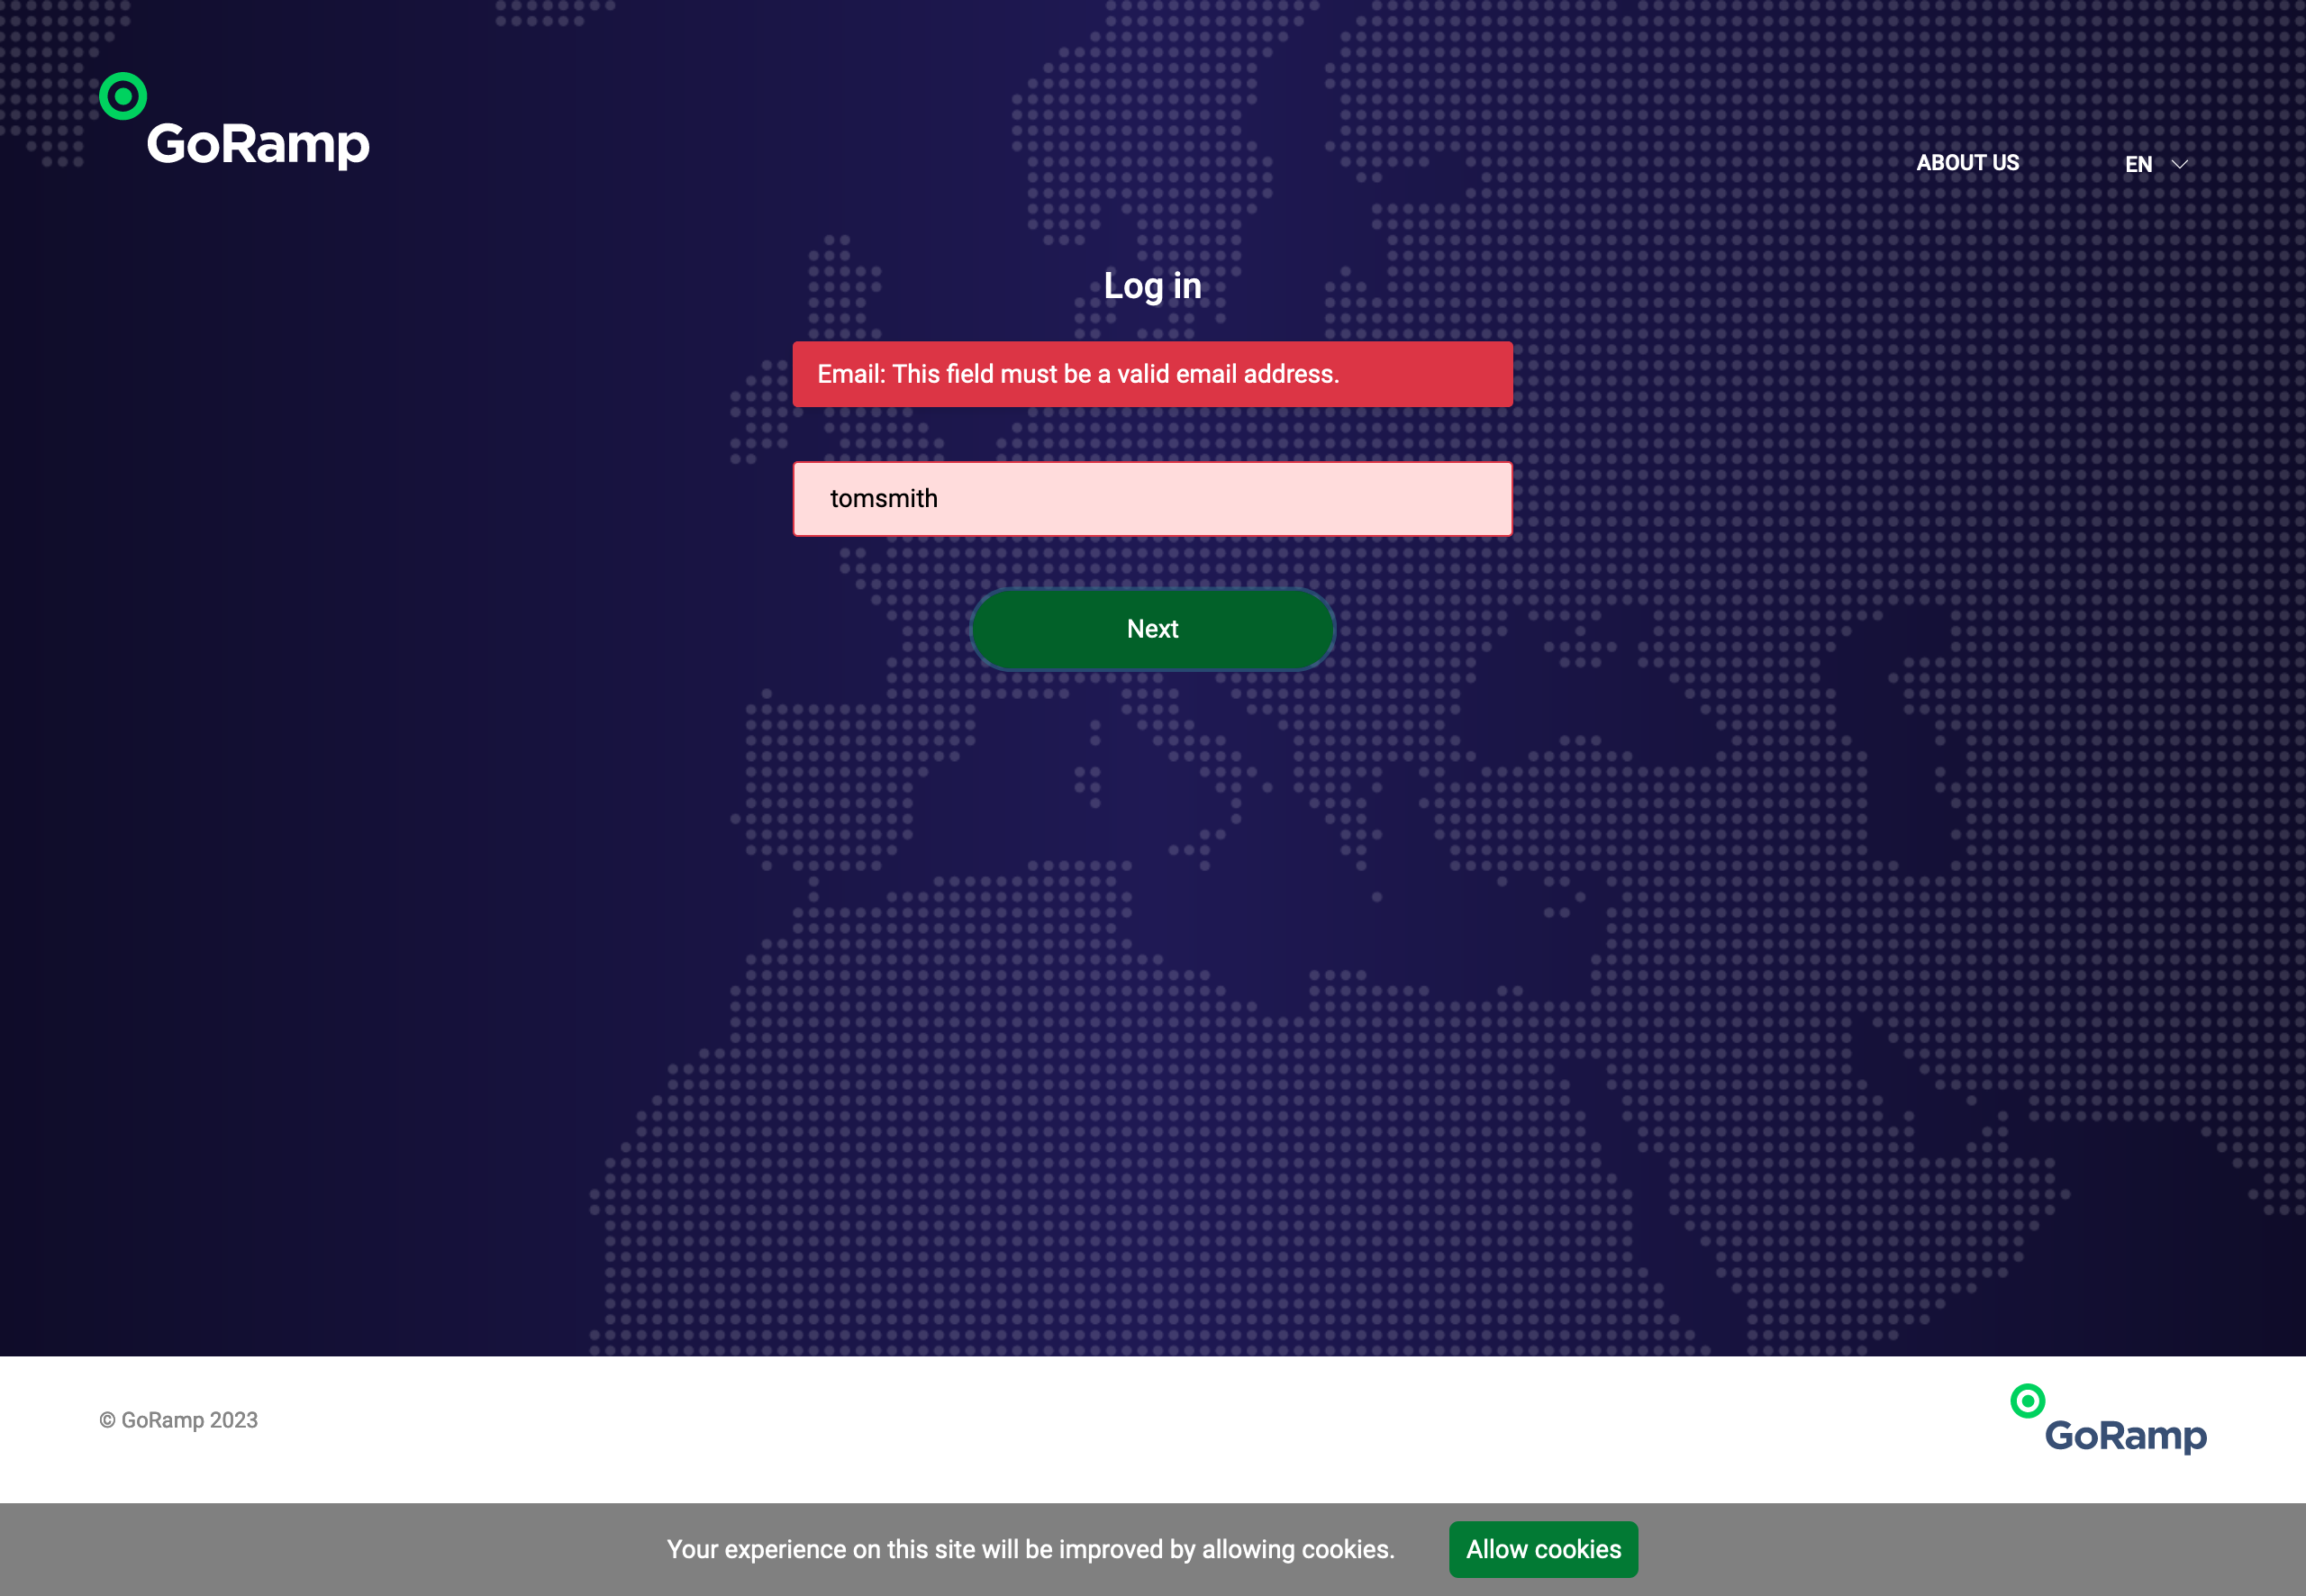 GoRamp
ABOUT US
EN
Log in
Email: This field must be a valid email address.
tomsmith
Next
© GoRamp 2023
GoRamp
Your experience on this site will be improved by allowing cookies.
Allow cookies